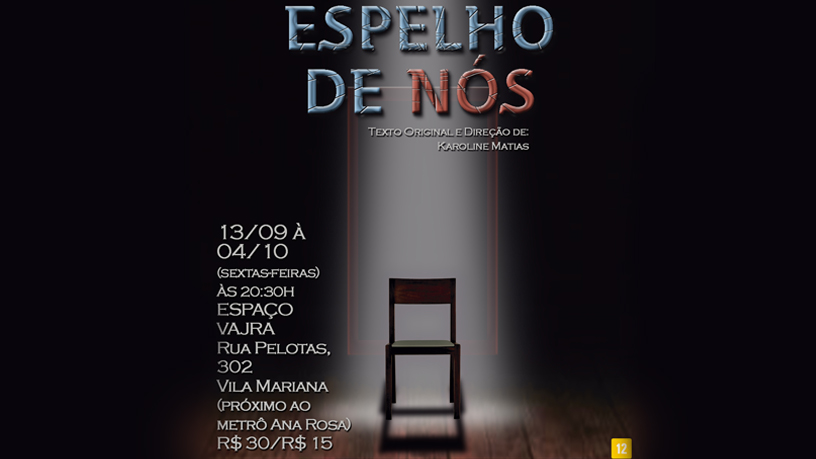 ESPELHO
DE NÓS
Texto Original e Direção de:
Karoline Matias
13/09 À
04/10
(sextas-feiras)
às 20:30h
Espaço
Vajra
Rua Pelotas,
302
Vila Mariana
(próximo ao
metrô Ana Rosa)
R$ 30/R$ 15
12